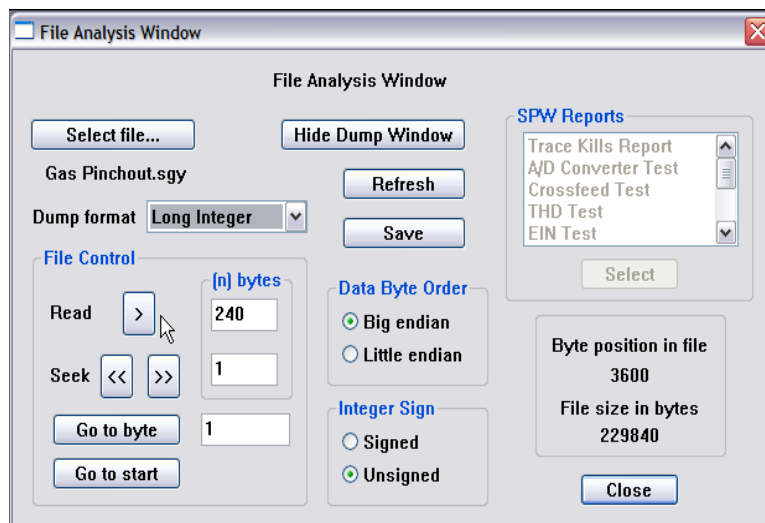 File Analysis Window
File Analysis Window
Select file...
Hide Dump Window
Gas Pinchout.sgy
Refresh
Dump format Long Integer
Save
SPW Reports
Trace Kills Report
A/D Converter Test
Crossfeed Test
THD Test
EIN Test
Select
File Control
(n) bytes
Read > 240
Seek << >> 1
Go to byte 1
Go to start
Data Byte Order
Big endian
Little endian
Integer Sign
Signed
Unsigned
Byte position in file
3600
File size in bytes
229840
Close